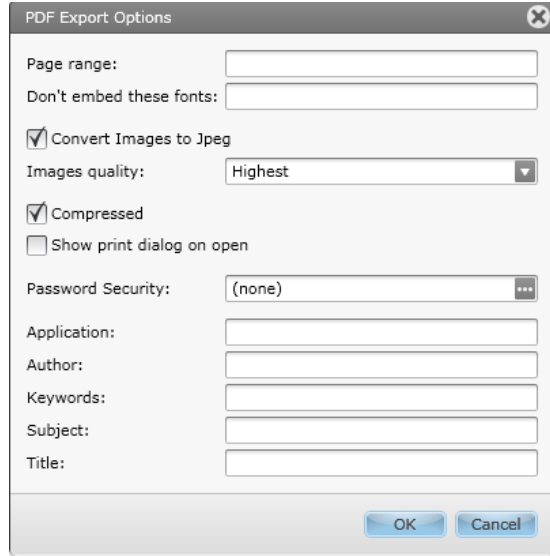 PDF Export Options
Page range:
Don't embed these fonts:
Convert Images to Jpeg
Images quality: Highest
Compressed
Show print dialog on open
Password Security: (none)
Application:
Author:
Keywords:
Subject:
Title:
OK Cancel